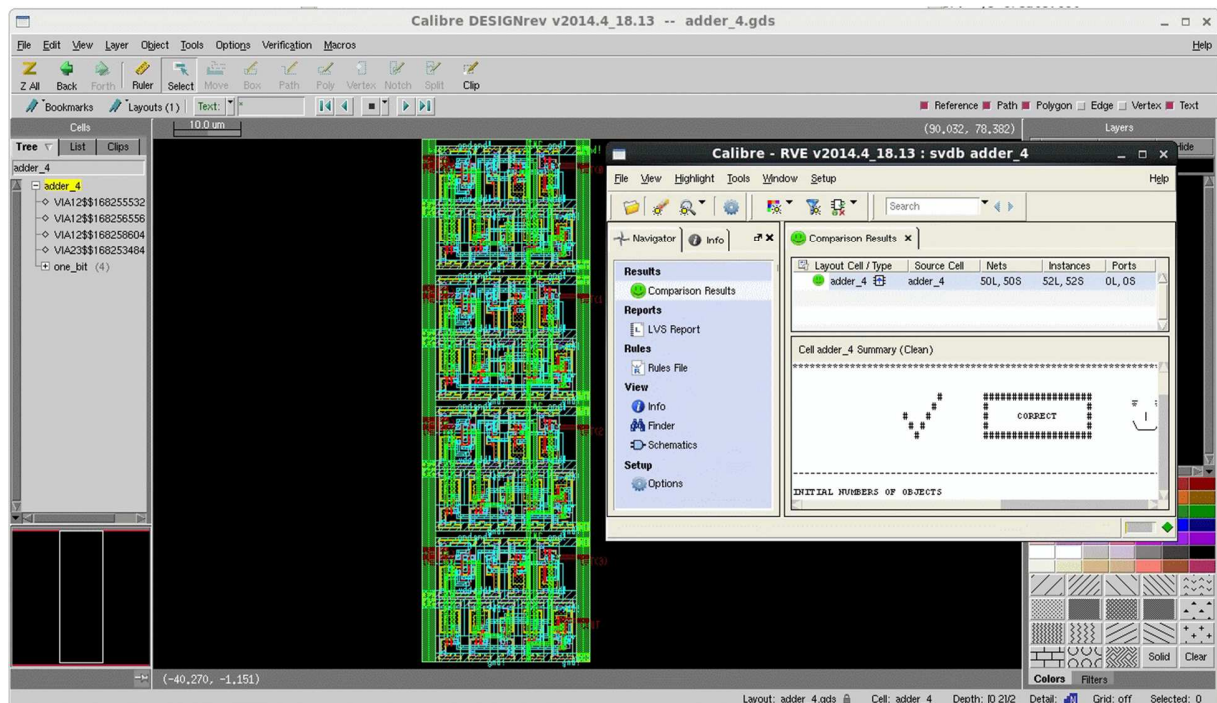 Calibre DESIGNrev v2014.4_18.13 -- adder_4.gds
File Edit View Layer Object Tools Options Verification Macros Help
Z All Back Forth Ruler Select Move Box Path Poly Vertex Notch Split Clip
Bookmarks Layouts (1) Text: * Reference Path Polygon Edge Vertex Text
Cells 10.0 um (90.032, 78.382) Layers
Tree List Clips
adder_4
adder_4
VIA12$$168255532
VIA12$$168256556
VIA12$$168258604
VIA23$$168253484
one_bit (4)
Calibre - RVE v2014.4_18.13 : svdb adder_4
File View Highlight Tools Window Setup Help
Search
Navigator Info
Results
Comparison Results
Reports
LVS Report
Rules
Rules File
View
Info
Finder
Schematics
Setup
Options
Comparison Results
Layout Cell / Type Source Cell Nets Instances Ports
adder_4 adder_4 50L, 50S 52L, 52S 0L, 0S
Cell adder_4 Summary (Clean)
CORRECT
INITIAL NUMBERS OF OBJECTS
Solid Clear
Colors Filters
(-40.270, -1.151)
Layout: adder_4.gds Cell: adder_4 Depth: 10 21/2 Detail: Grid: off Selected: 0